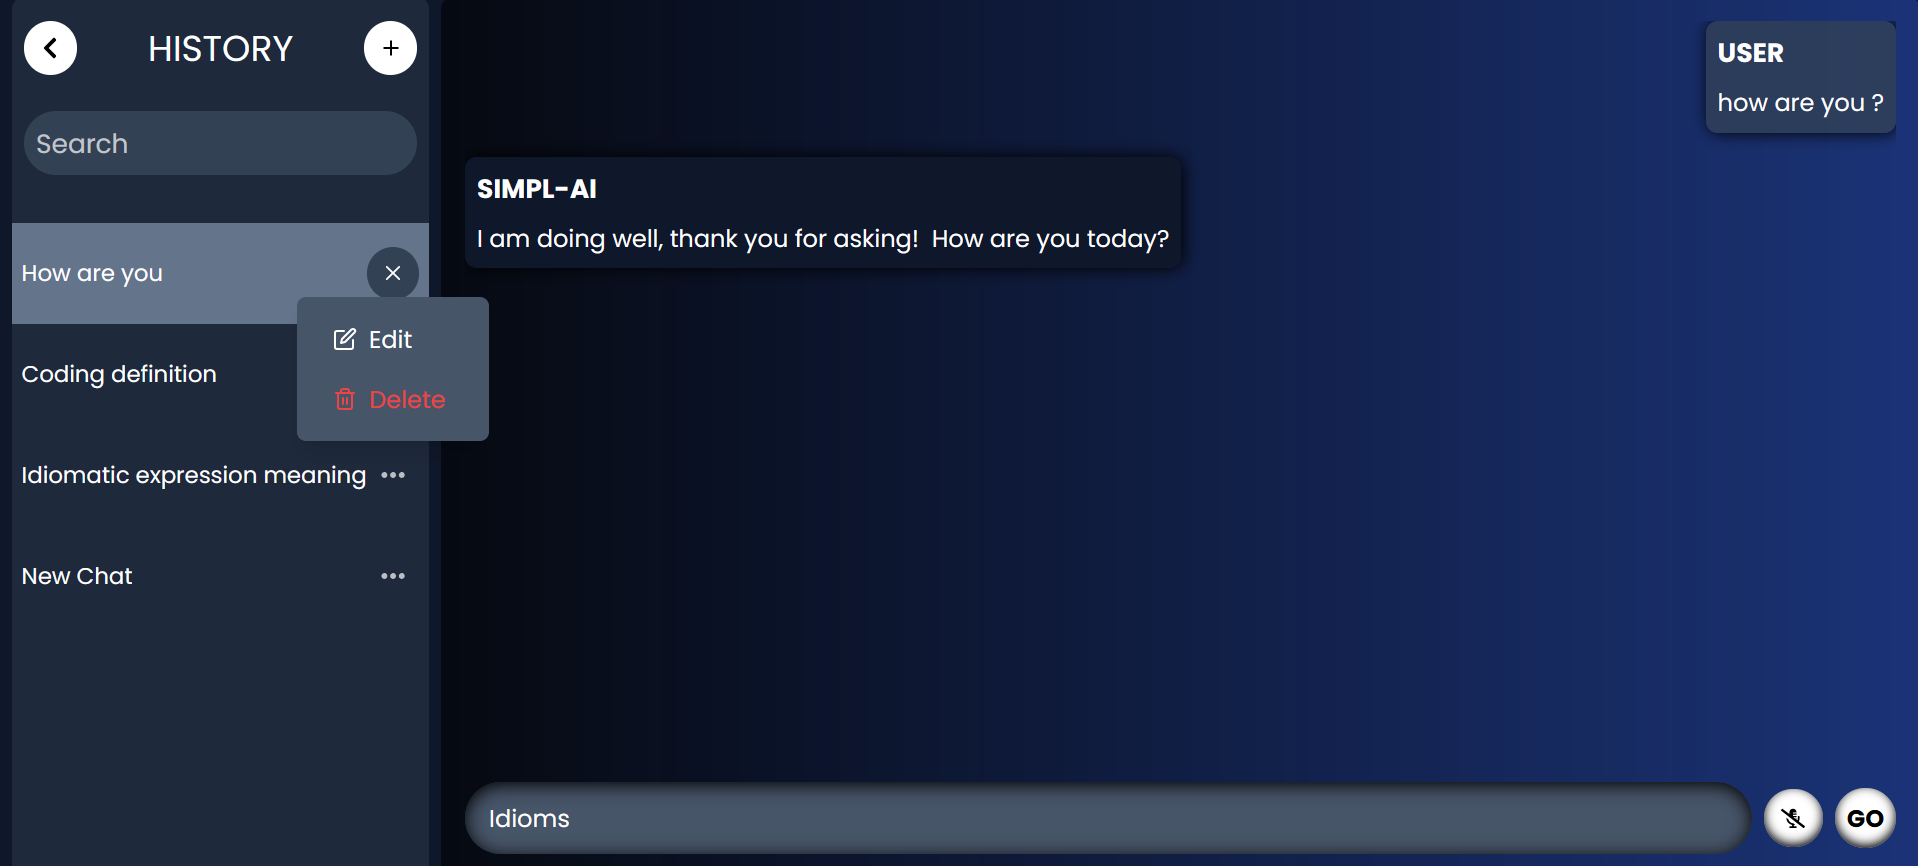 HISTORY
Search
How are you
Edit
Delete
Coding definition
Idiomatic expression meaning
New Chat
USER
how are you ?
SIMPL-AI
I am doing well, thank you for asking!  How are you today?
Idioms
GO